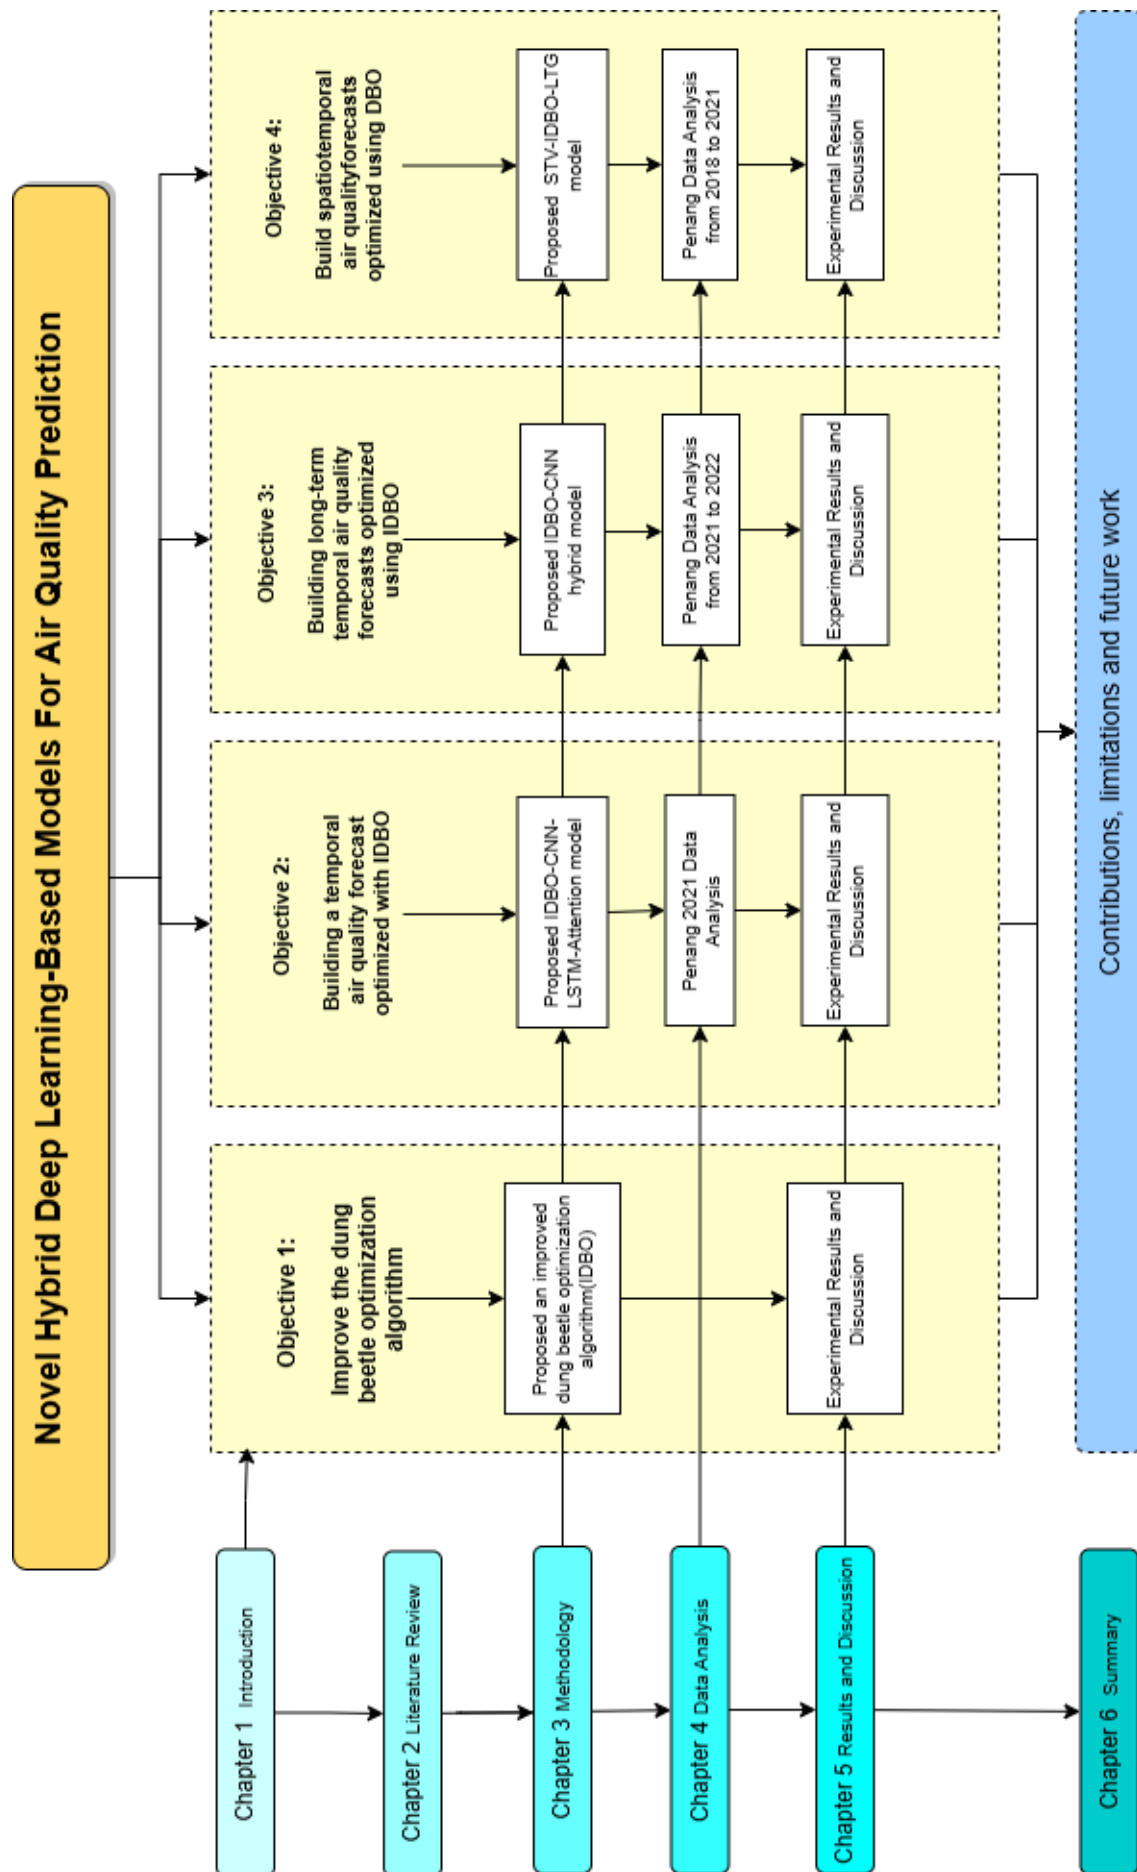 Novel Hybrid Deep Learning-Based Models For Air Quality Prediction
Chapter 1 Introduction
Chapter 2 Literature Review
Chapter 3 Methodology
Chapter 4 Data Analysis
Chapter 5 Results and Discussion
Chapter 6 Summary
Objective 1:
Improve the dung
beetle optimization
algorithm
Proposed an improved
dung beetle optimization
algorithm(IDBO)
Experimental Results and
Discussion
Objective 2:
Building a temporal
air quality forecast
optimized with IDBO
Proposed IDBO-CNN-
LSTM-Attention model
Penang 2021 Data
Analysis
Experimental Results and
Discussion
Objective 3:
Building long-term
temporal air quality
forecasts optimized
using IDBO
Proposed IDBO-CNN
hybrid model
Penang Data Analysis
from 2021 to 2022
Experimental Results and
Discussion
Objective 4:
Build spatiotemporal
air qualityforecasts
optimized using DBO
Proposed STV-IDBO-LTG
model
Penang Data Analysis
from 2018 to 2021
Experimental Results and
Discussion
Contributions, limitations and future work